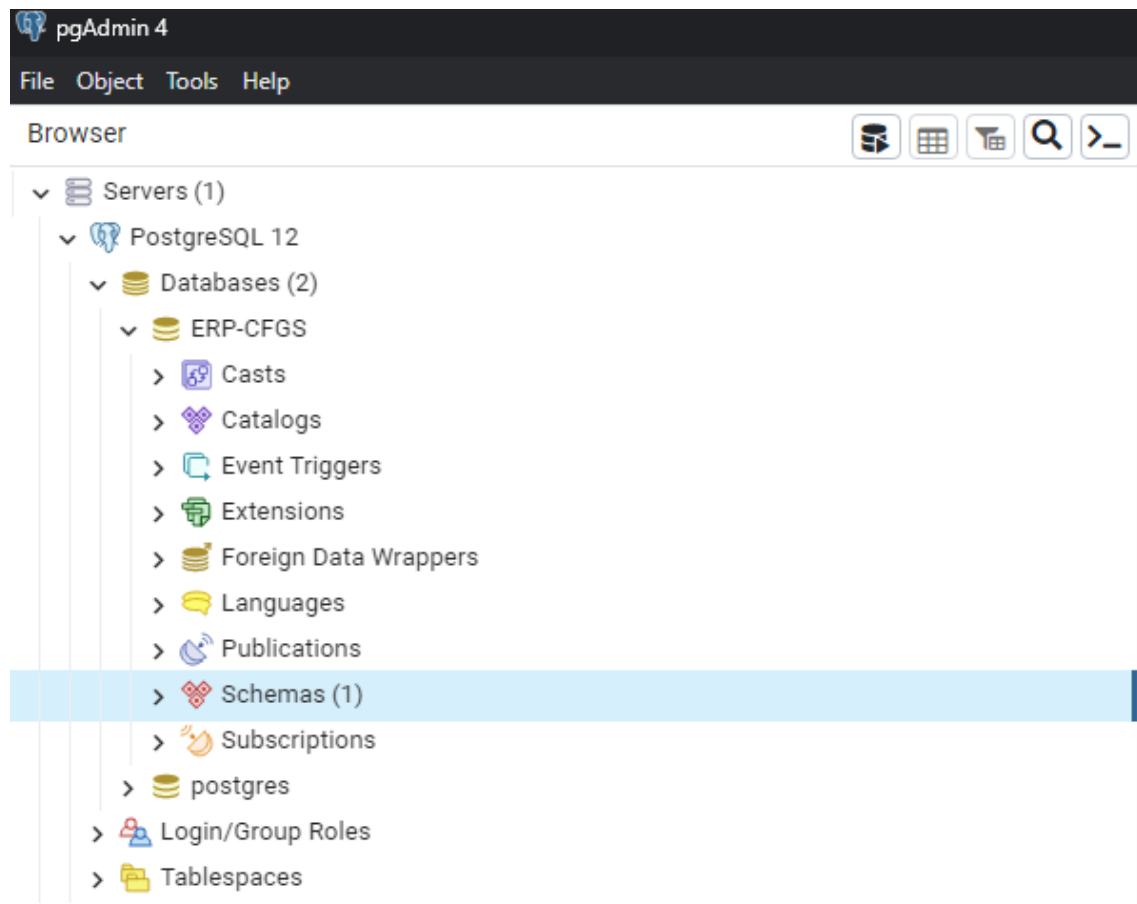 pgAdmin 4
File Object Tools Help
Browser
Servers (1)
PostgreSQL 12
Databases (2)
ERP-CFGS
Casts
Catalogs
Event Triggers
Extensions
Foreign Data Wrappers
Languages
Publications
Schemas (1)
Subscriptions
postgres
Login/Group Roles
Tablespaces